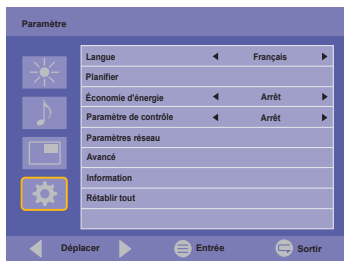 Paramètre
Langue Français
Planifier
Économie d'énergie Arrêt
Paramètre de contrôle Arrêt
Paramètres réseau
Avancé
Information
Rétablir tout
Déplacer Entrée Sortir